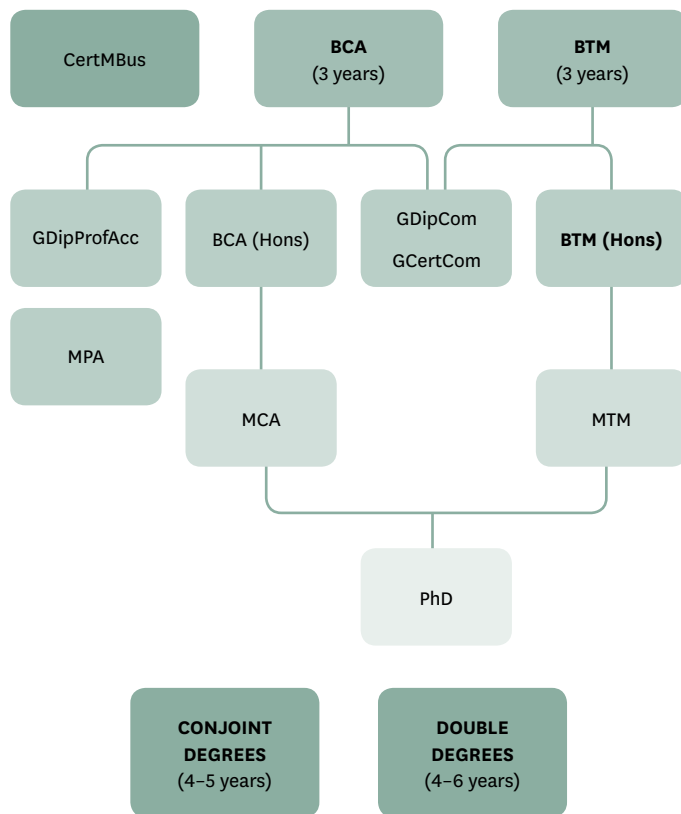 CertMBus
BCA
(3 years)
BTM
(3 years)
GDipProfAcc
BCA (Hons)
GDipCom
GCertCom
BTM (Hons)
MPA
MCA
MTM
PhD
CONJOINT
DEGREES
(4–5 years)
DOUBLE
DEGREES
(4–6 years)